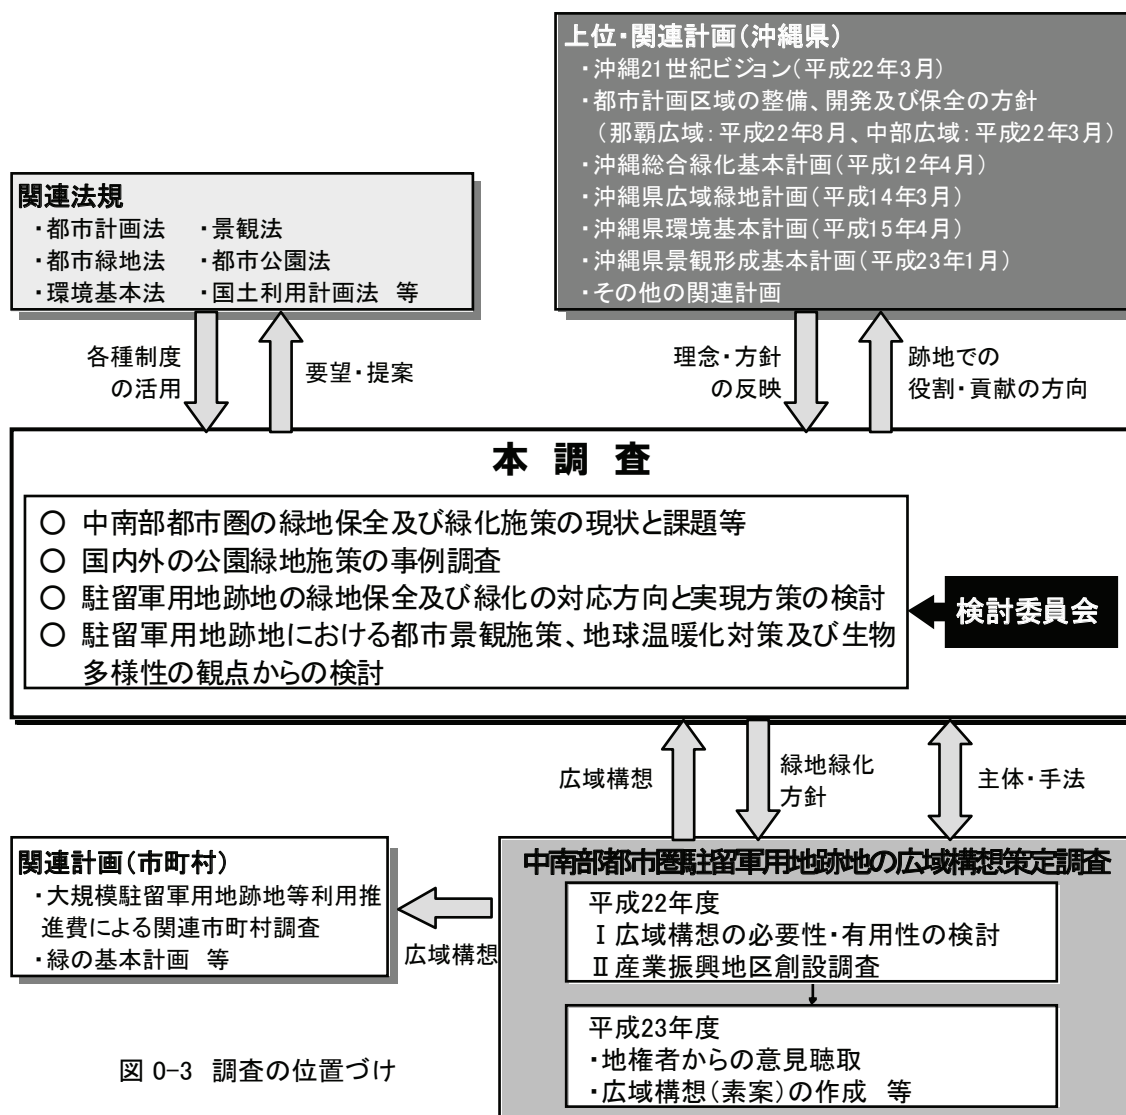 上位・関連計画(沖縄県)
・沖縄21世紀ビジョン(平成22年3月)
・都市計画区域の整備、開発及び保全の方針
(那覇広域:平成22年8月、中部広域:平成22年3月)
・沖縄総合緑化基本計画(平成12年4月)
・沖縄県広域緑地計画(平成14年3月)
・沖縄県環境基本計画(平成15年4月)
・沖縄県景観形成基本計画(平成23年1月)
・その他の関連計画
関連法規
・都市計画法 ・景観法
・都市緑地法 ・都市公園法
・環境基本法 ・国土利用計画法 等
各種制度
の活用
要望・提案
理念・方針
の反映
跡地での
役割・貢献の方向
本 調 査
○ 中南部都市圏の緑地保全及び緑化施策の現状と課題等
○ 国内外の公園緑地施策の事例調査
○ 駐留軍用地跡地の緑地保全及び緑化の対応方向と実現方策の検討
○ 駐留軍用地跡地における都市景観施策、地球温暖化対策及び生物
多様性の観点からの検討
検討委員会
広域構想
緑地緑化
方針
主体・手法
関連計画(市町村)
・大規模駐留軍用地跡地等利用推
進費による関連市町村調査
・緑の基本計画 等
広域構想
中南部都市圏駐留軍用地跡地の広域構想策定調査
平成22年度
Ⅰ広域構想の必要性・有用性の検討
Ⅱ産業振興地区創設調査
平成23年度
・地権者からの意見聴取
・広域構想(素案)の作成 等
図 0-3 調査の位置づけ